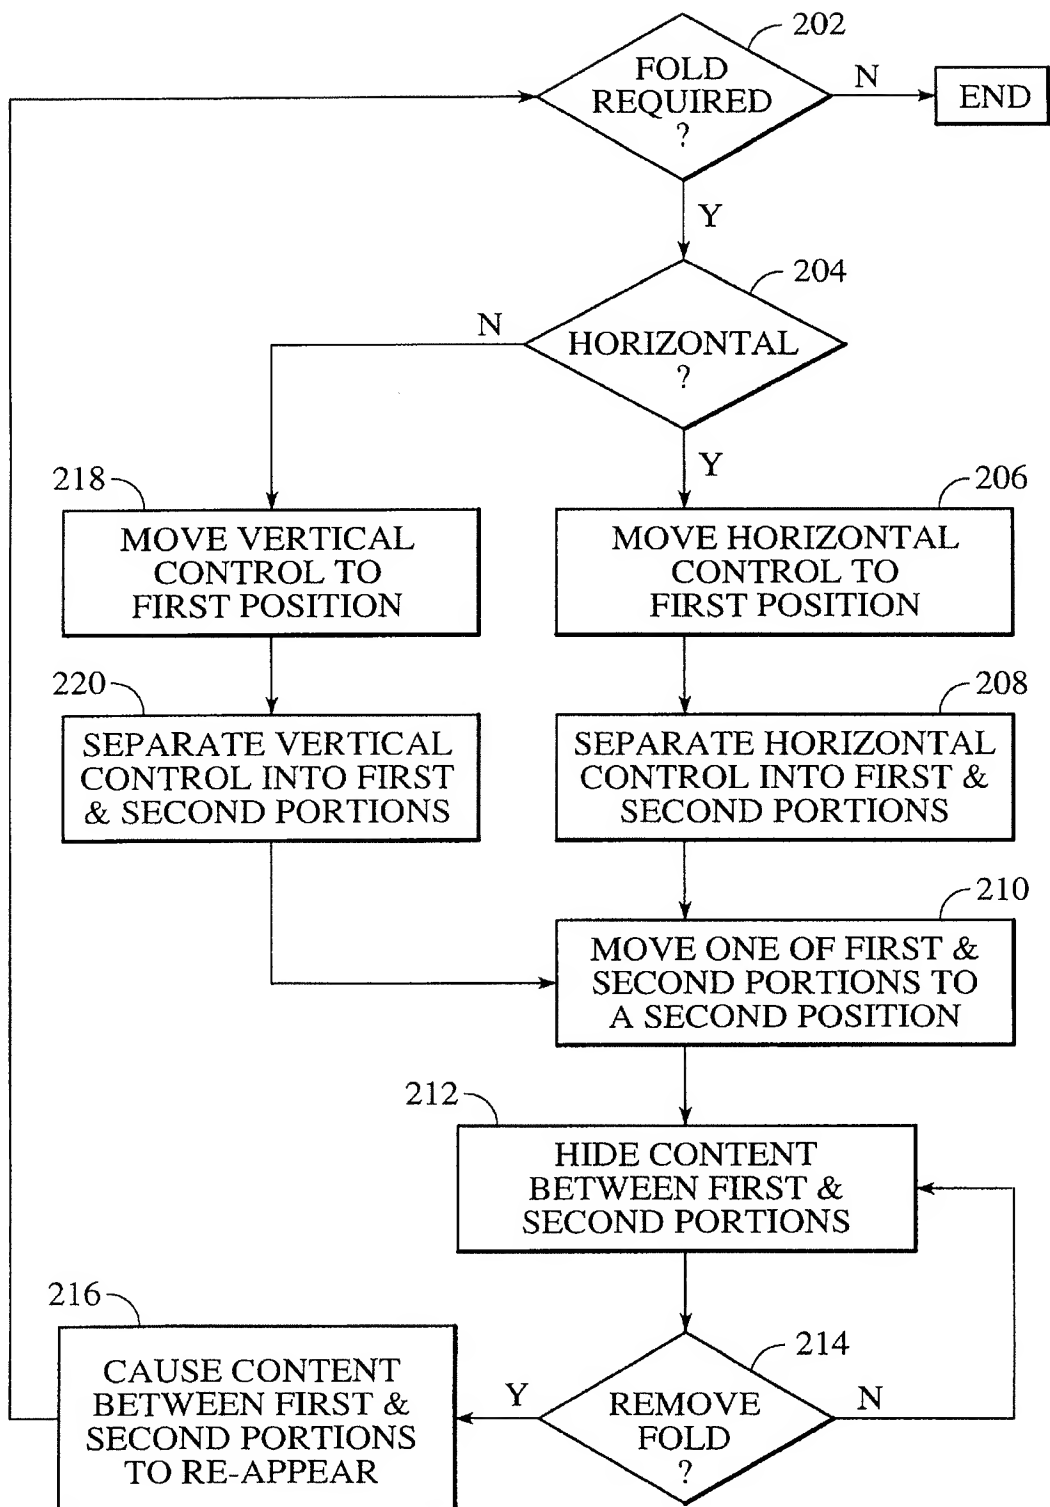 202
FOLD
REQUIRED
?
N
END
Y
204
HORIZONTAL
?
N
Y
218
MOVE VERTICAL
CONTROL TO
FIRST POSITION
206
MOVE HORIZONTAL
CONTROL TO
FIRST POSITION
220
SEPARATE VERTICAL
CONTROL INTO FIRST
& SECOND PORTIONS
208
SEPARATE HORIZONTAL
CONTROL INTO FIRST &
SECOND PORTIONS
210
MOVE ONE OF FIRST &
SECOND PORTIONS TO
A SECOND POSITION
212
HIDE CONTENT
BETWEEN FIRST &
SECOND PORTIONS
214
REMOVE
FOLD
?
Y
N
216
CAUSE CONTENT
BETWEEN FIRST &
SECOND PORTIONS
TO RE-APPEAR